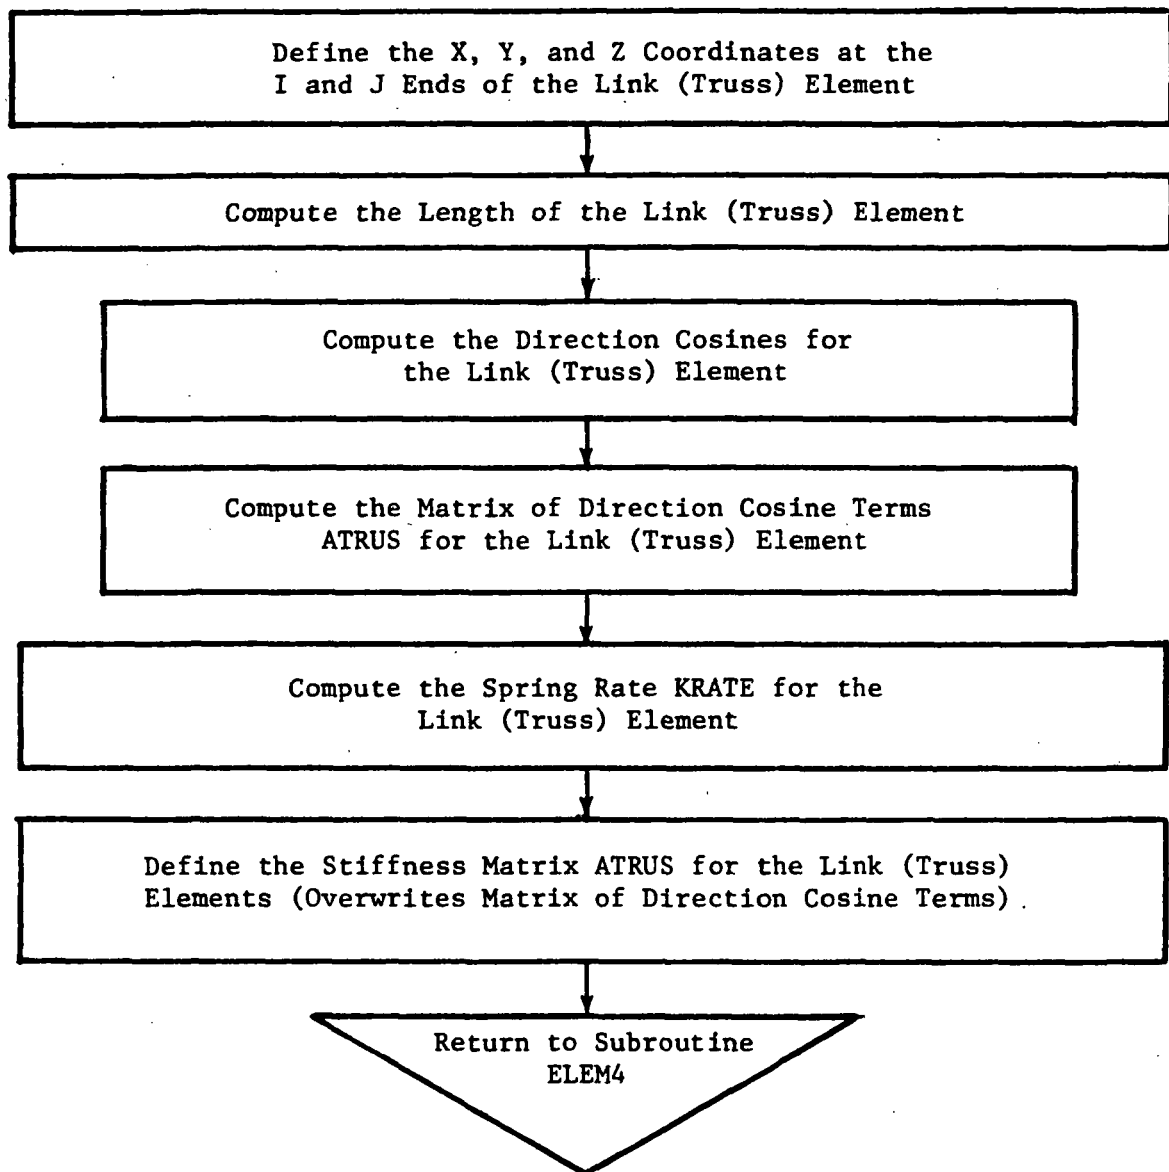 Define the X, Y, and Z Coordinates at the
I and J Ends of the Link (Truss) Element
Compute the Length of the Link (Truss) Element
Compute the Direction Cosines for
the Link (Truss) Element
Compute the Matrix of Direction Cosine Terms
ATRUS for the Link (Truss) Element
Compute the Spring Rate KRATE for the
Link (Truss) Element
Define the Stiffness Matrix ATRUS for the Link (Truss)
Elements (Overwrites Matrix of Direction Cosine Terms)
Return to Subroutine
ELEM4